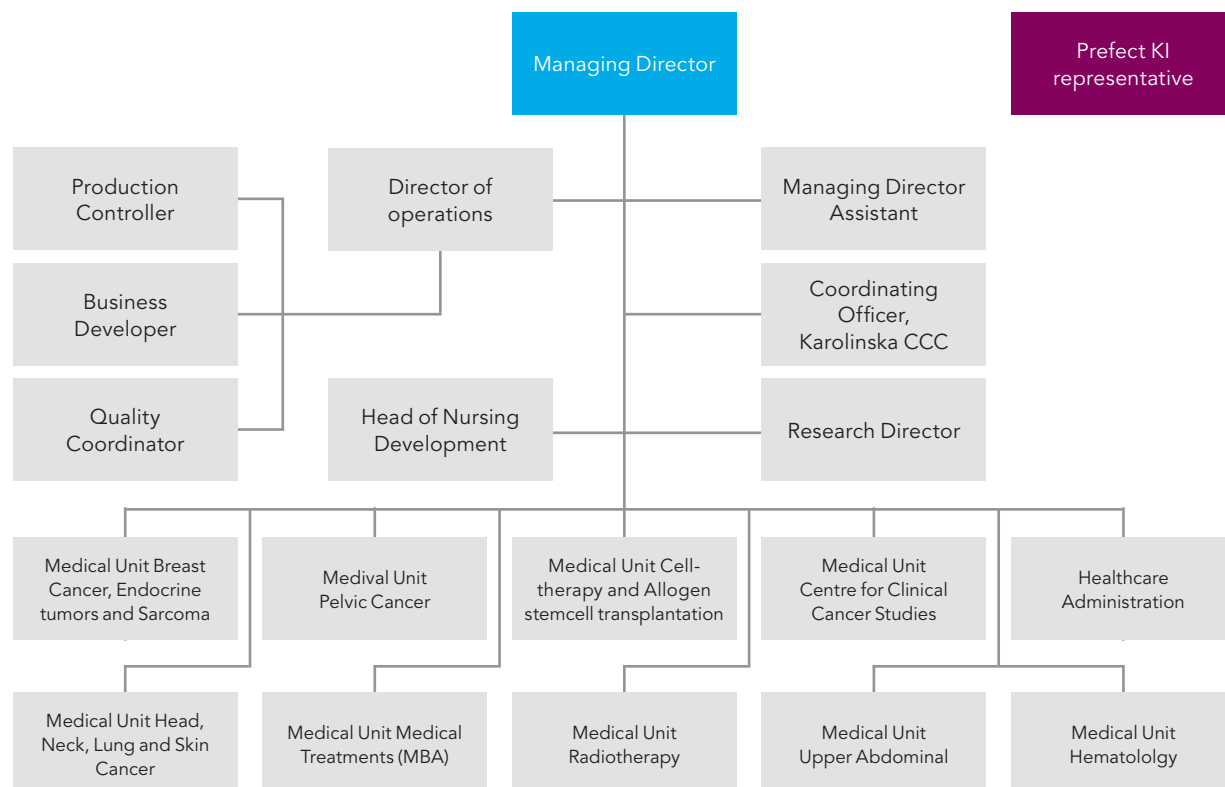 Managing Director
Prefect KI
representative
Production
Controller
Director of
operations
Managing Director
Assistant
Business
Developer
Coordinating
Officer,
Karolinska CCC
Quality
Coordinator
Head of Nursing
Development
Research Director
Medical Unit Breast
Cancer, Endocrine
tumors and Sarcoma
Medival Unit
Pelvic Cancer
Medical Unit Cell-
therapy and Allogen
stemcell transplantation
Medical Unit
Centre for Clinical
Cancer Studies
Healthcare
Administration
Medical Unit Head,
Neck, Lung and Skin
Cancer
Medical Unit Medical
Treatments (MBA)
Medical Unit
Radiotherapy
Medical Unit
Upper Abdominal
Medical Unit
Hematololgy